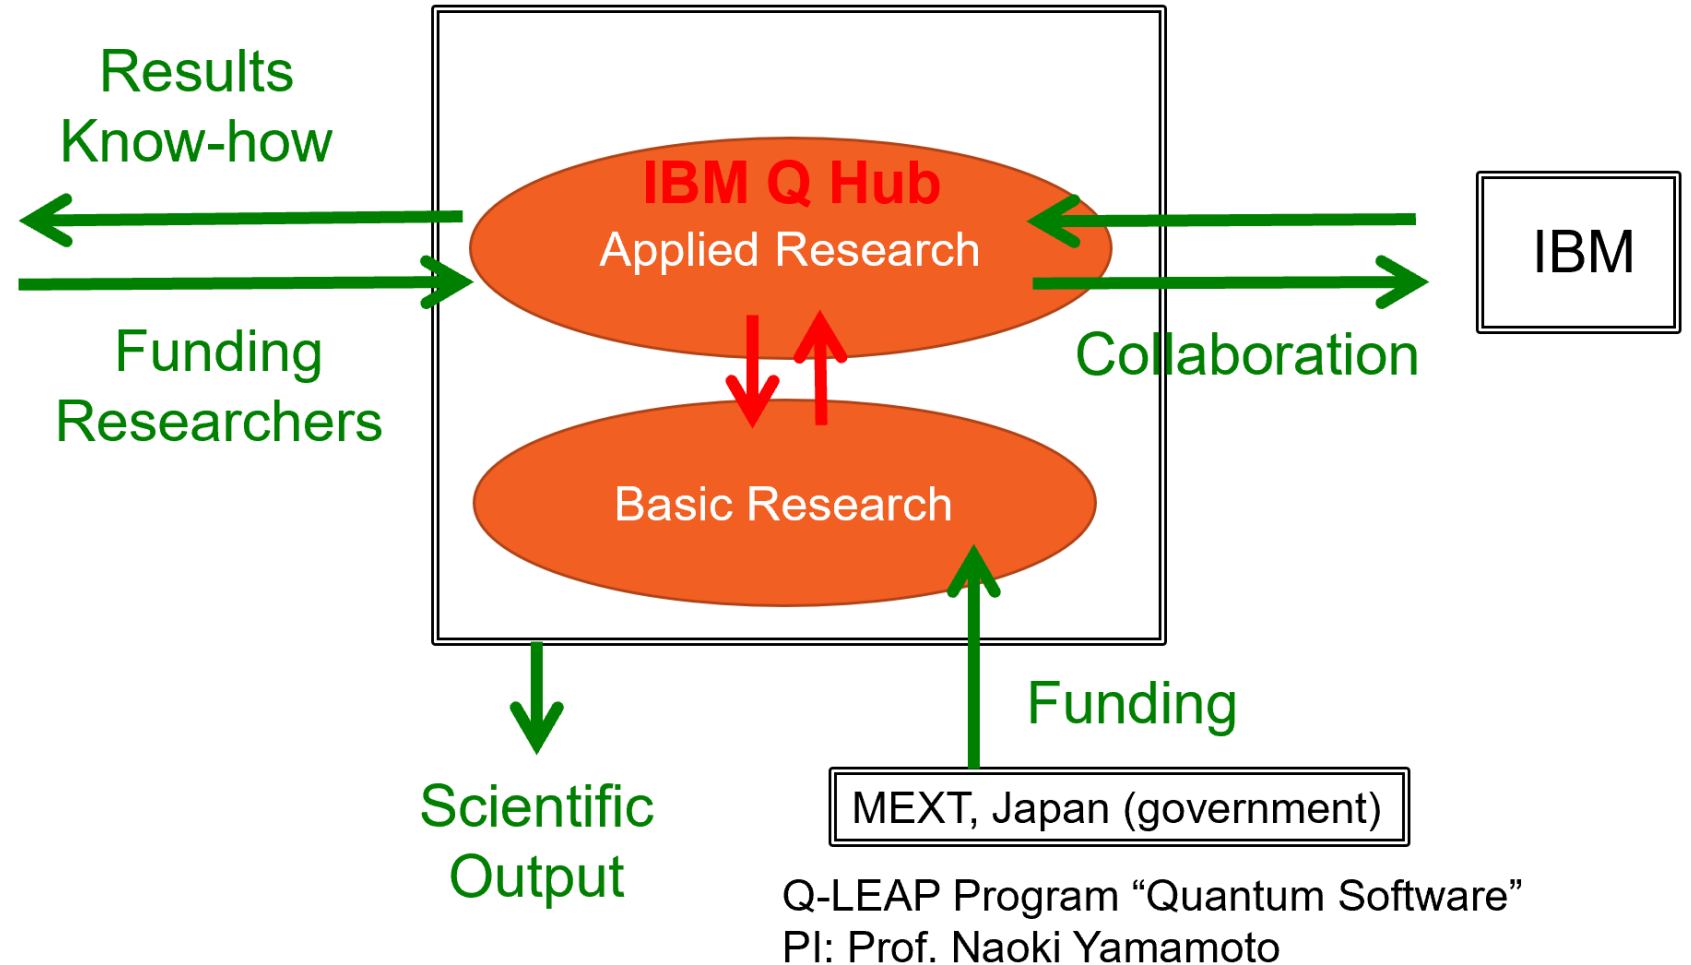 Results
Know-how
Funding
Researchers
IBM Q Hub
Applied Research
Basic Research
IBM
Collaboration
Scientific
Output
Funding
MEXT, Japan (government)
Q-LEAP Program “Quantum Software”
PI: Prof. Naoki Yamamoto